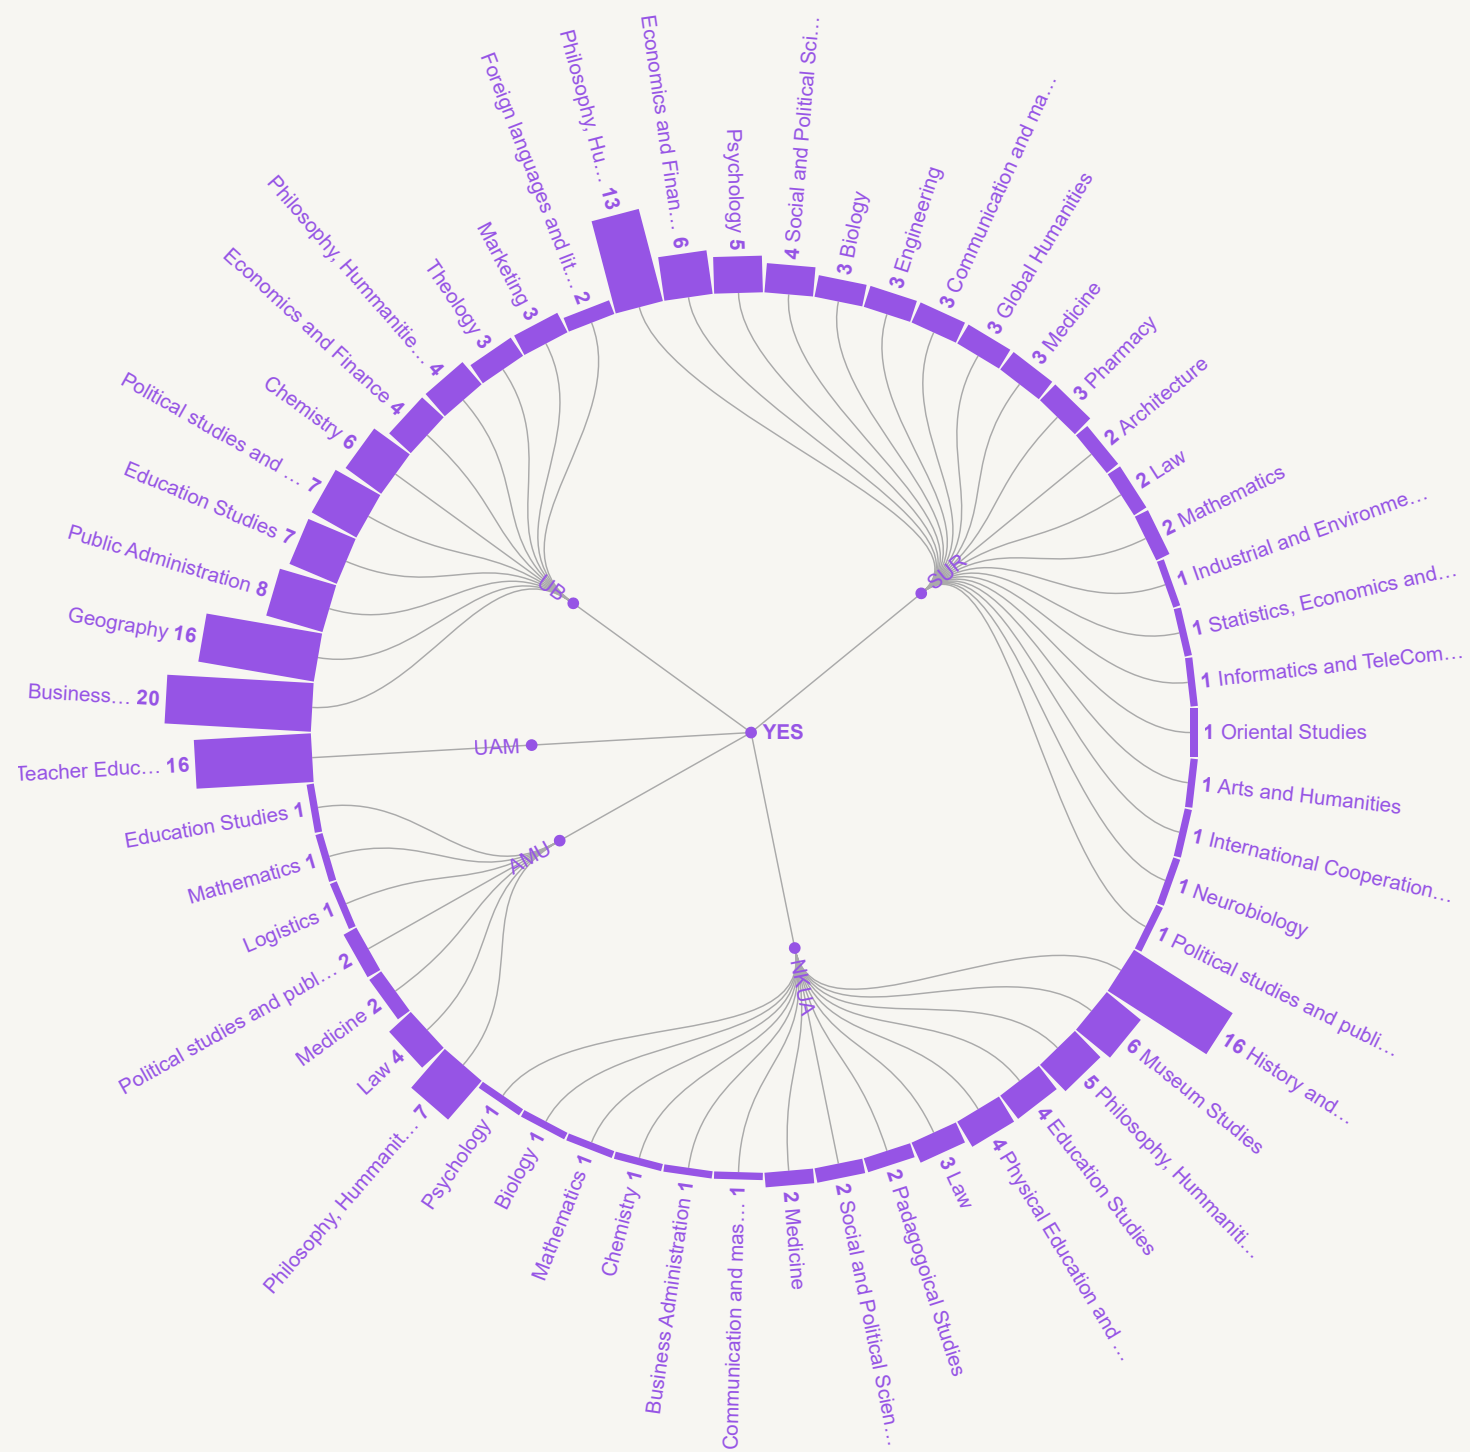 YES
SUR
Philosophy, Hu… 13
Economics and Finan… 6
Psychology 5
4 Social and Political Sci…
3 Biology
3 Engineering
3 Communication and ma…
3 Global Humanities
3 Medicine
3 Pharmacy
2 Architecture
2 Law
2 Mathematics
1 Industrial and Environme…
1 Statistics, Economics and…
1 Informatics and TeleCom…
1 Oriental Studies
1 Arts and Humanities
1 International Cooperation…
1 Neurobiology
1 Political studies and publi…
NKUA
16 History and…
6 Museum Studies
5 Philosophy, Hummaniti…
4 Education Studies
4 Physical Education and …
3 Law
2 Padagogoical Studies
2 Social and Political Scien…
2 Medicine
Communication and mas… 1
Business Administration 1
Chemistry 1
Mathematics 1
Biology 1
Psychology 1
AMU
Philosophy, Hummanit… 7
Law 4
Medicine 2
Political studies and publ… 2
Logistics 1
Mathematics 1
Education Studies 1
UAM
Teacher Educ… 16
UB
Business… 20
Geography 16
Public Administration 8
Education Studies 7
Political studies and … 7
Chemistry 6
Economics and Finance 4
Philosophy, Hummanitie… 4
Theology 3
Marketing 3
Foreign languages and lit… 2